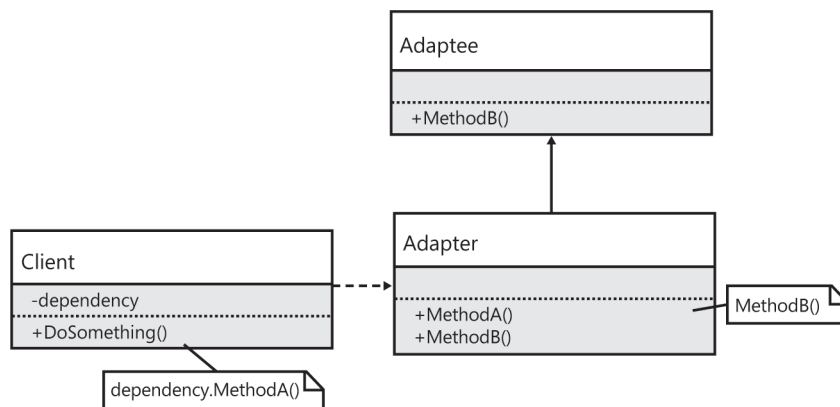 Adaptee
+MethodB()
Adapter
+MethodA()
+MethodB()
MethodB()
Client
-dependency
+DoSomething()
dependency.MethodA()